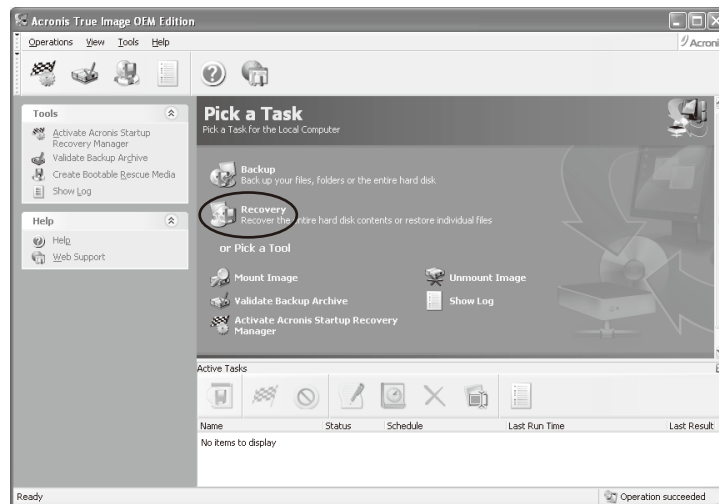 Acronis True Image OEM Edition
Operations View Tools Help
Acroni
Tools
Activate Acronis Startup
Recovery Manager
Validate Backup Archive
Create Bootable Rescue Media
Show Log
Help
Help
Web Support
Pick a Task
Pick a Task for the Local Computer
Backup
Back up your files, folders or the entire hard disk
Recovery
Recover the entire hard disk contents or restore individual files
or Pick a Tool
Mount Image
Unmount Image
Validate Backup Archive
Show Log
Activate Acronis Startup Recovery
Manager
Active Tasks
Name Status Schedule Last Run Time Last Result
No items to display
Ready
Operation succeeded